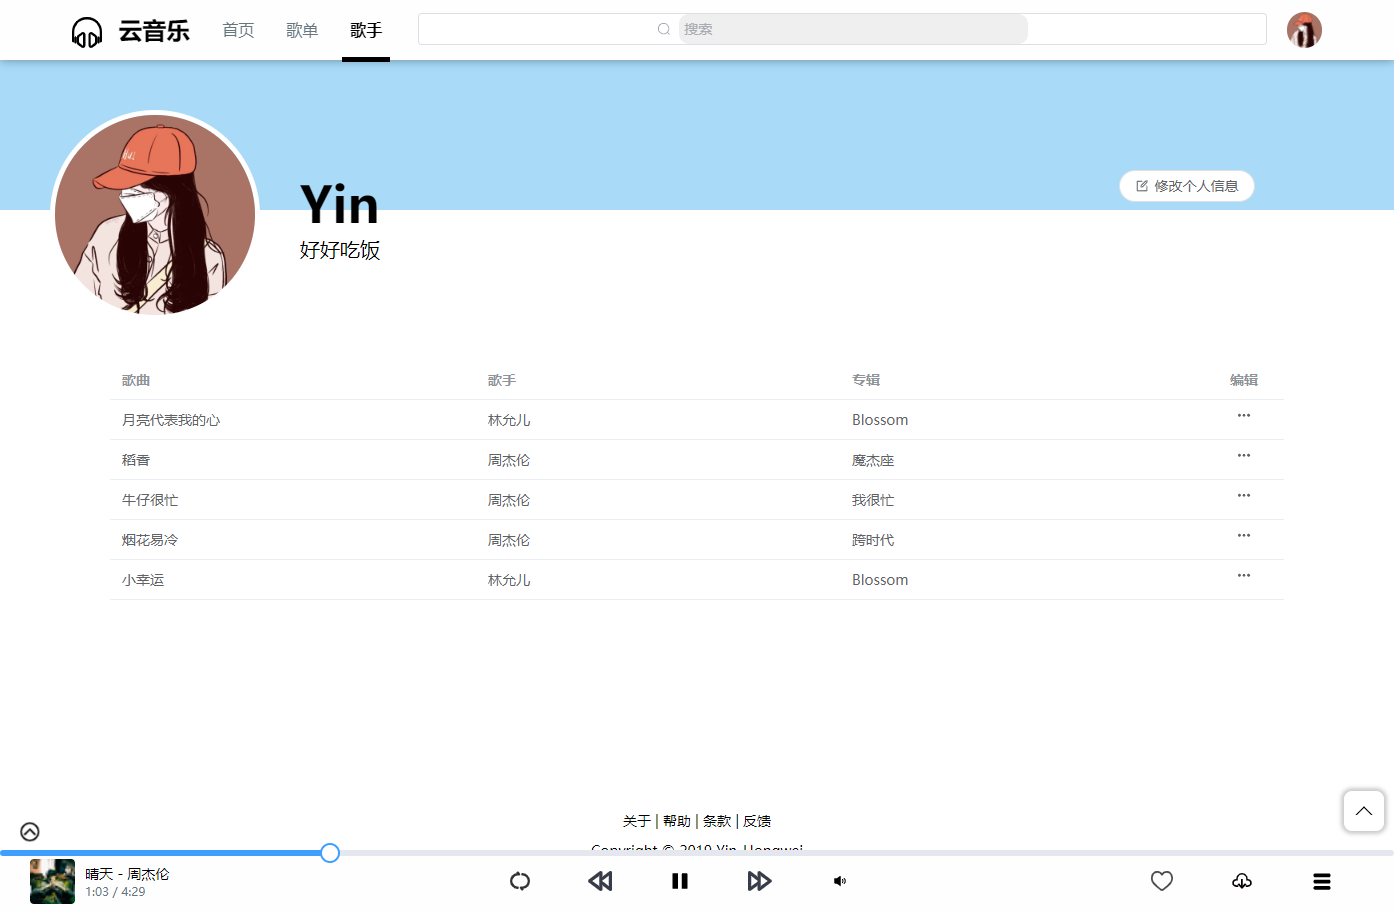 云音乐 首页 歌单 歌手 搜索
Yin
修改个人信息
好好吃饭
歌曲 歌手 专辑 编辑
月亮代表我的心 林允儿 Blossom
稻香 周杰伦 魔杰座
牛仔很忙 周杰伦 我很忙
烟花易冷 周杰伦 跨时代
小幸运 林允儿 Blossom
关于 | 帮助 | 条款 | 反馈
Copyright © 2019 Yin-Hongwei
晴天 - 周杰伦
1:03 / 4:29